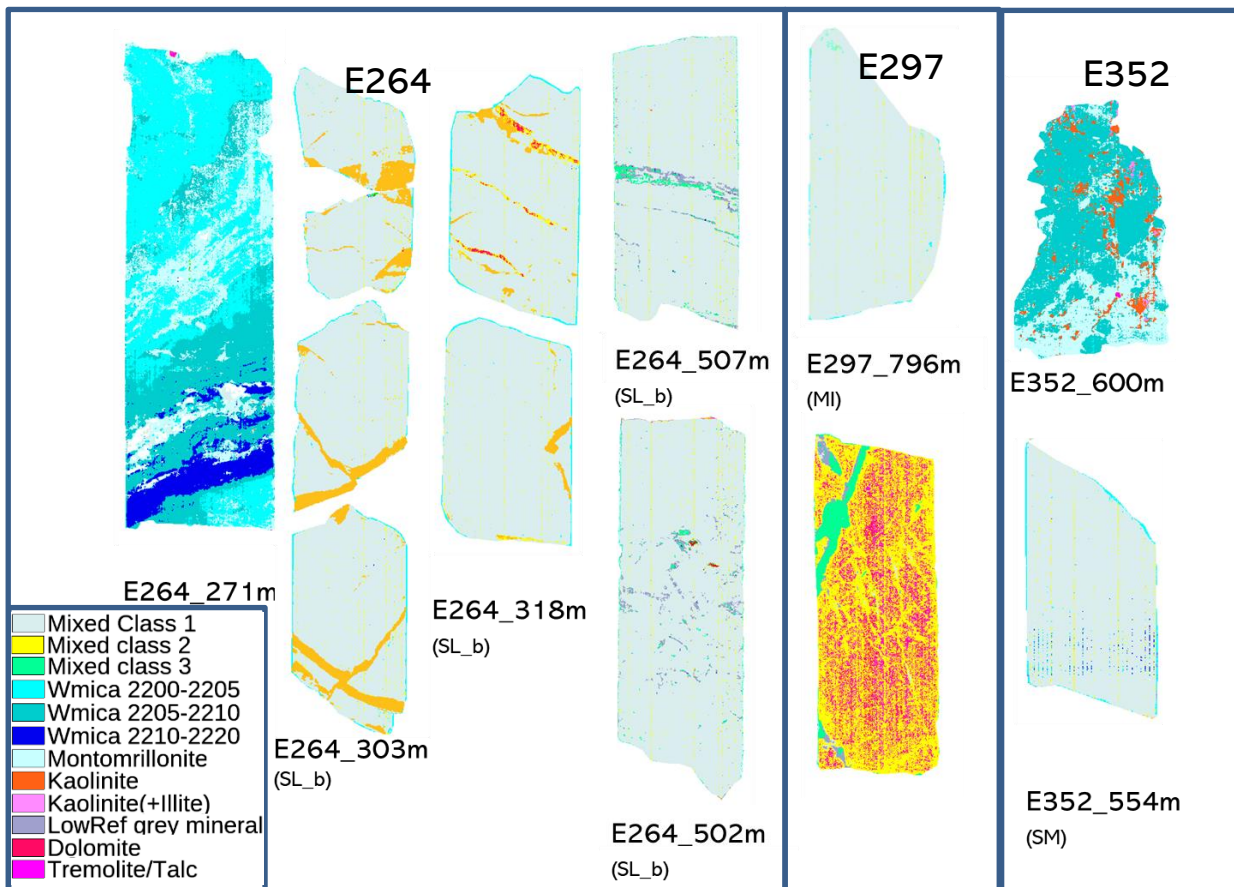 E264
E297
E352
E264_507m
(SL_b)
E297_796m
(MI)
E352_600m
E264_271m
E264_318m
(SL_b)
E264_303m
(SL_b)
E264_502m
(SL_b)
E352_554m
(SM)
Mixed Class 1
Mixed class 2
Mixed class 3
Wmica 2200-2205
Wmica 2205-2210
Wmica 2210-2220
Montomrillonite
Kaolinite
Kaolinite(+Illite)
LowRef grey mineral
Dolomite
Tremolite/Talc